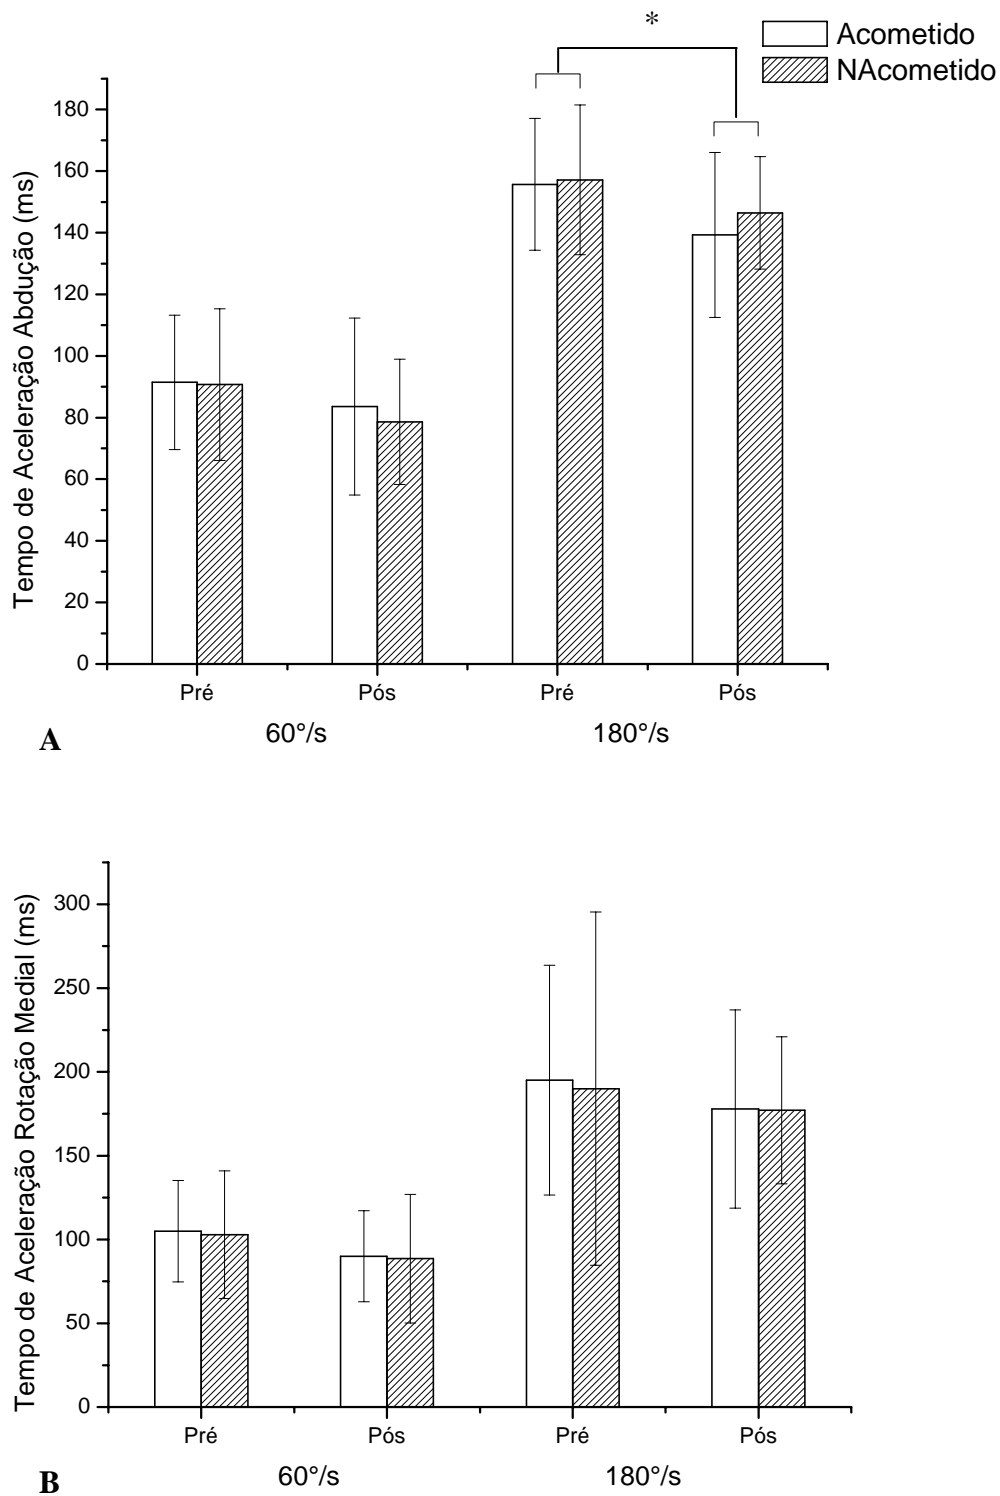 *
Acometido
NAcometido
Tempo de Aceleração Abdução (ms)
180
160
140
120
100
80
60
40
20
0
Pré Pós Pré Pós
60°/s 180°/s
A
Tempo de Aceleração Rotação Medial (ms)
300
250
200
150
100
50
0
Pré Pós Pré Pós
60°/s 180°/s
B